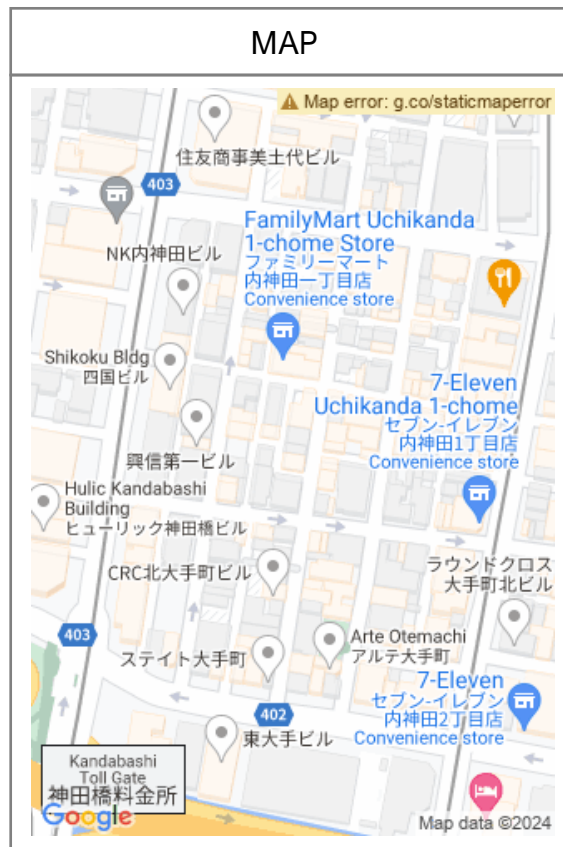 MAP
Map error: g.co/staticmaperror
住友商事美土代ビル
403
FamilyMart Uchikanda
1-chome Store
ファミリーマート
内神田一丁目店
Convenience store
NK内神田ビル
Shikoku Bldg
四国ビル
7-Eleven
Uchikanda 1-chome
セブン-イレブン
内神田1丁目店
Convenience store
興信第一ビル
Hulic Kandabashi
Building
ヒューリック神田橋ビル
CRC北大手町ビル
ラウンドクロス
大手町北ビル
403
Arte Otemachi
アルテ大手町
ステイト大手町
7-Eleven
セブン-イレブン
内神田2丁目店
Convenience store
402
東大手ビル
Kandabashi
Toll Gate
神田橋料金所
Google
Map data ©2024